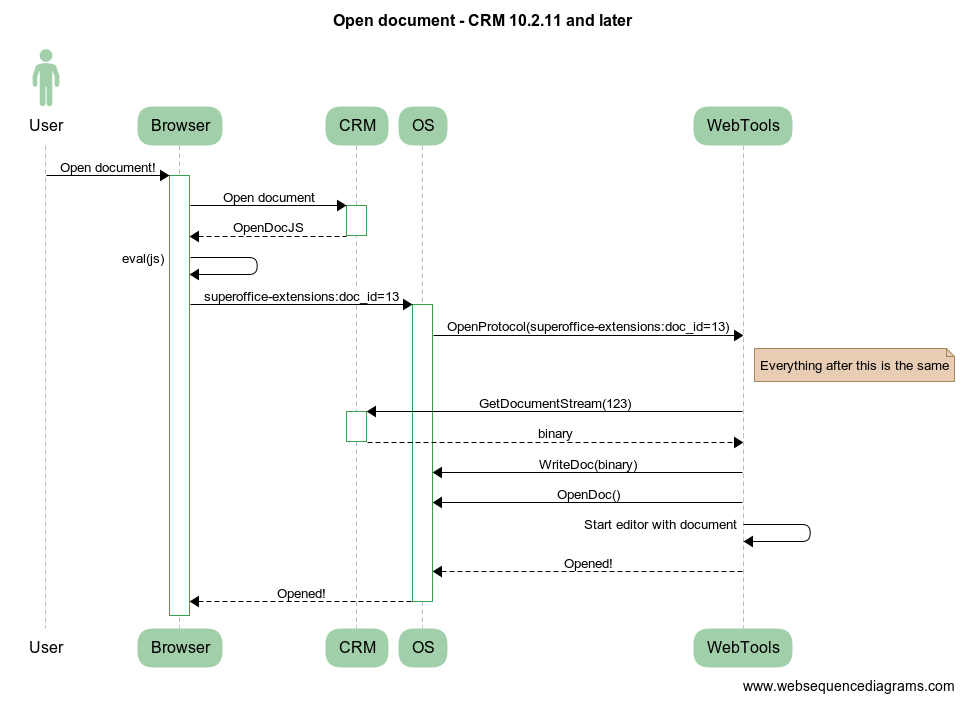 Open document - CRM 10.2.11 and later
User Browser CRM OS WebTools
Open document!
Open document
OpenDocJS
eval(js)
superoffice-extensions:doc_id=13
OpenProtocol(superoffice-extensions:doc_id=13)
Everything after this is the same
GetDocumentStream(123)
binary
WriteDoc(binary)
OpenDoc()
Start editor with document
Opened!
Opened!
User Browser CRM OS WebTools
www.websequencediagrams.com